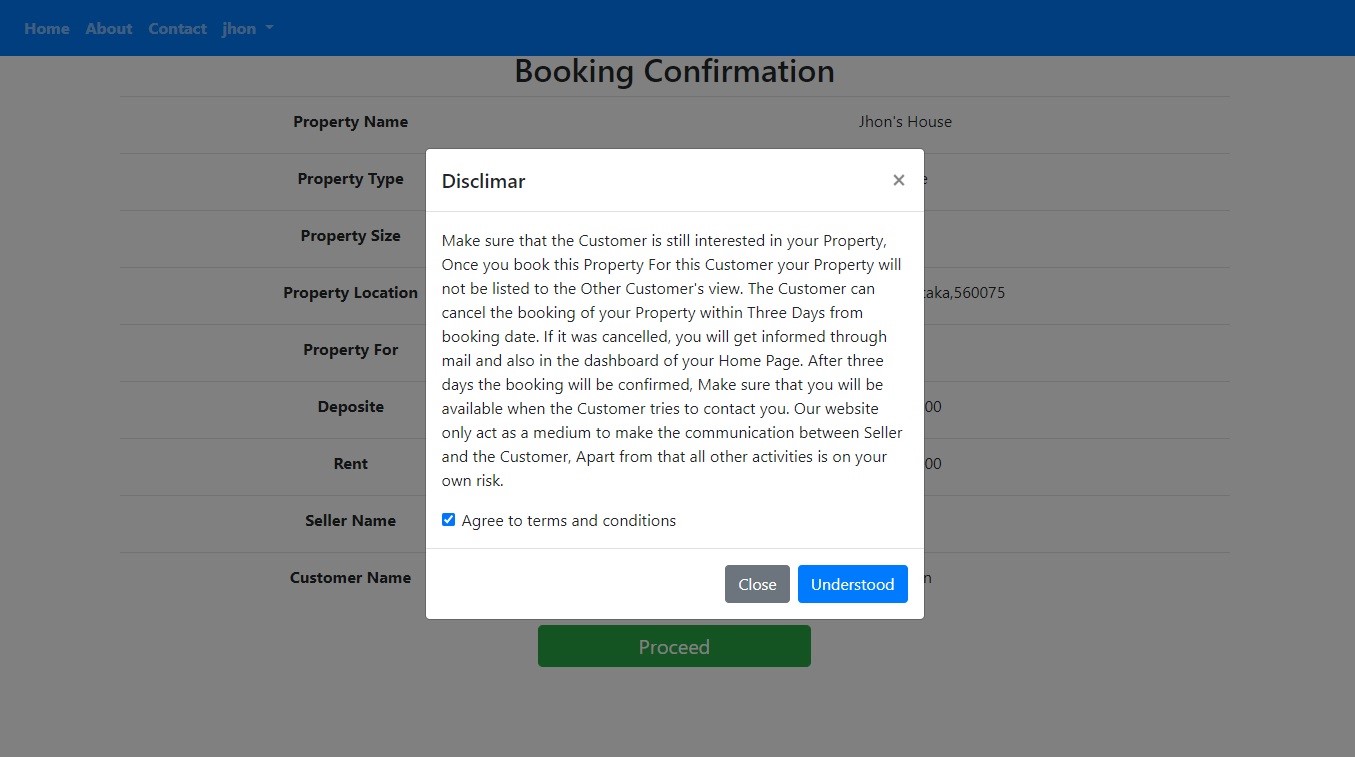 Home About Contact jhon
Booking Confirmation
Property Name Jhon's House
Property Type
Property Size
Property Location
Property For
Deposite
Rent
Seller Name
Customer Name
Disclimar ×
Make sure that the Customer is still interested in your Property,
Once you book this Property For this Customer your Property will
not be listed to the Other Customer's view. The Customer can
cancel the booking of your Property within Three Days from
booking date. If it was cancelled, you will get informed through
mail and also in the dashboard of your Home Page. After three
days the booking will be confirmed, Make sure that you will be
available when the Customer tries to contact you. Our website
only act as a medium to make the communication between Seller
and the Customer, Apart from that all other activities is on your
own risk.
Agree to terms and conditions
Close Understood
Proceed